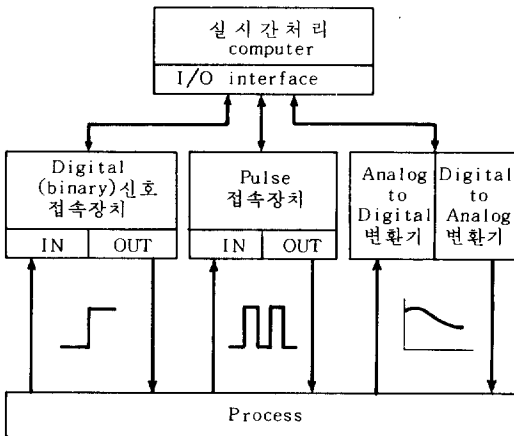 실시간처리
computer
I/O interface
Digital
(binary)신호
접속장치
IN
OUT
Pulse
접속장치
IN
OUT
Analog
to
Digital
변환기
Digital
to
Analog
변환기
Process